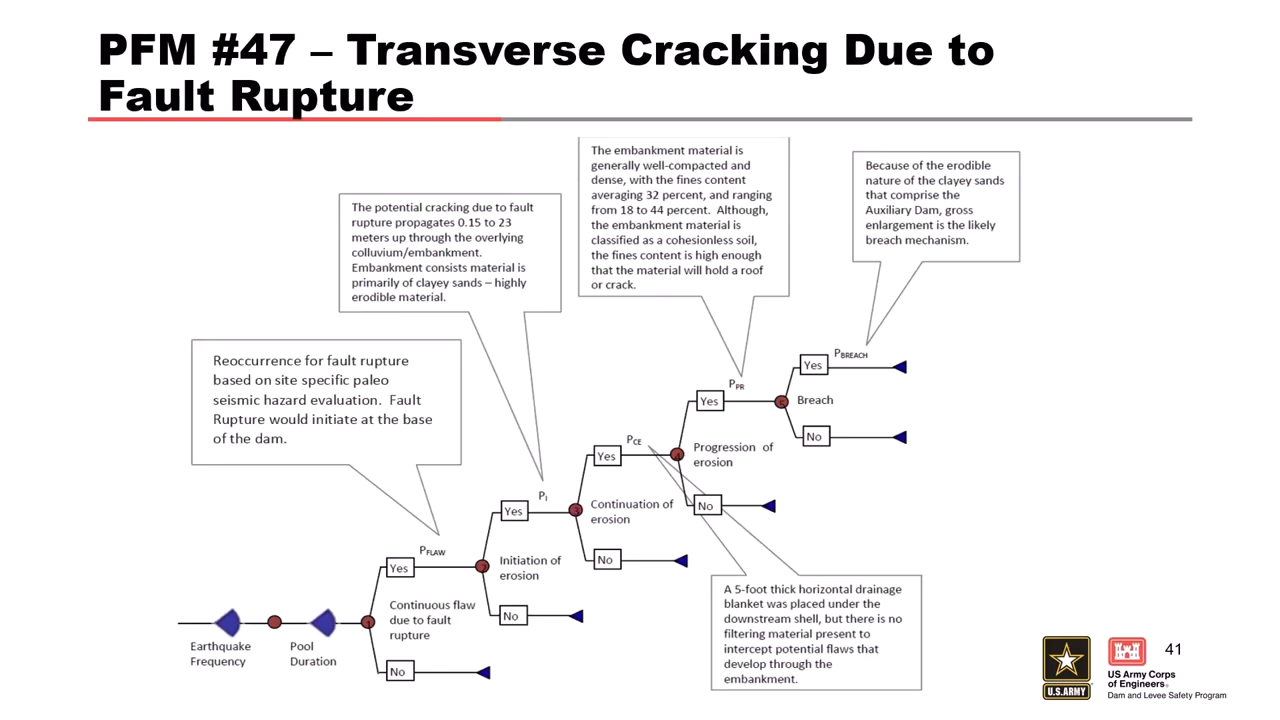 PFM #47 – Transverse Cracking Due to
Fault Rupture
The embankment material is
generally well-compacted and
dense, with the fines content
averaging 32 percent, and ranging
from 18 to 44 percent.  Although,
the embankment material is
classified as a cohesionless soil,
the fines content is high enough
that the material will hold a roof
or crack.
Because of the erodible
nature of the clayey sands
that comprise the
Auxiliary Dam, gross
enlargement is the likely
breach mechanism.
The potential cracking due to fault
rupture propagates 0.15 to 23
meters up through the overlying
colluvium/embankment.
Embankment consists material is
primarily of clayey sands – highly
erodible material.
Reoccurrence for fault rupture
based on site specific paleo
seismic hazard evaluation.  Fault
Rupture would initiate at the base
of the dam.
PBREACH
Yes
PPR
Yes
Breach
No
PCE
Yes
4
Progression of
erosion
No
PI
Yes
3
Continuation of
erosion
No
PFLAW
Yes
2
Initiation of
erosion
No
1
Continuous flaw
due to fault
rupture
No
Earthquake
Frequency
Pool
Duration
A 5-foot thick horizontal drainage
blanket was placed under the
downstream shell, but there is no
filtering material present to
intercept potential flaws that
develop through the
embankment.
U.S.ARMY
US Army Corps
of Engineers®
Dam and Levee Safety Program
41